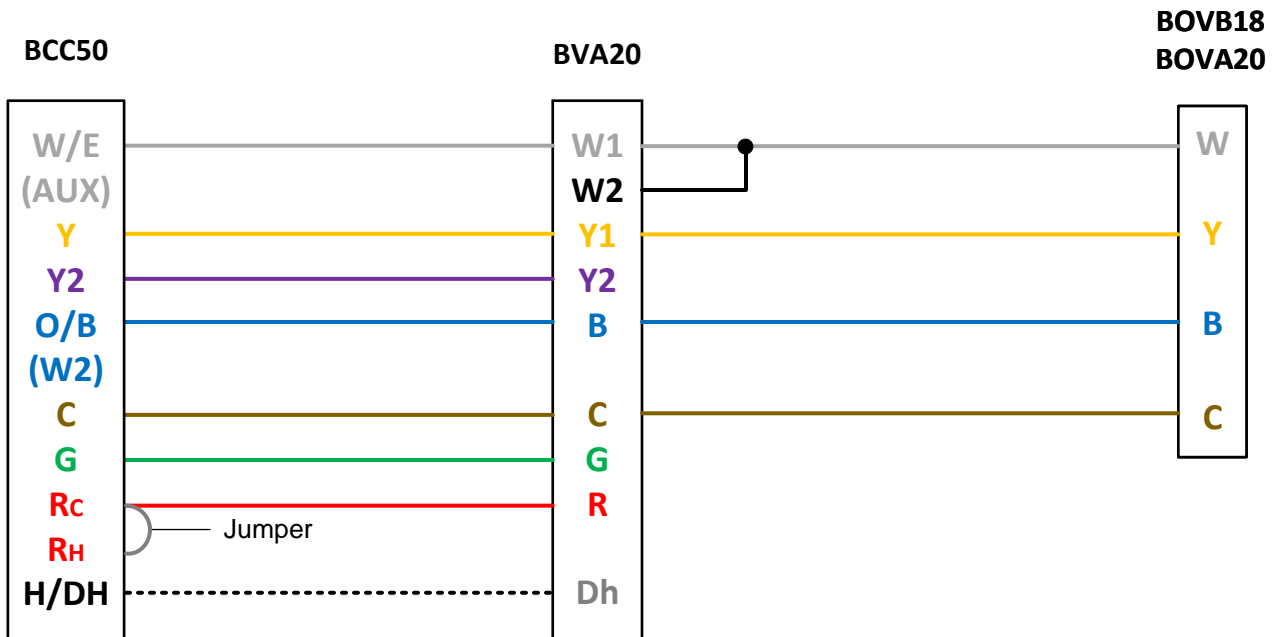 BCC50
BVA20
BOVB18
BOVA20
W/E
(AUX)
Y
Y2
O/B
(W2)
C
G
RC
RH
H/DH
Jumper
W1
W2
Y1
Y2
B
C
G
R
Dh
W
Y
B
C